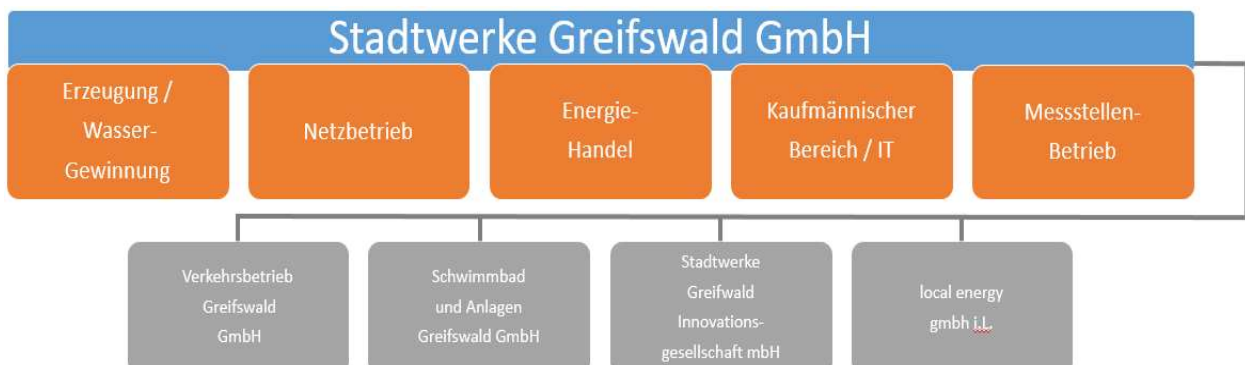 Stadtwerke Greifswald GmbH
Erzeugung /
Wasser-
Gewinnung
Netzbetrieb
Energie-
Handel
Kaufmännischer
Bereich / IT
Messstellen-
Betrieb
Verkehrsbetrieb
Greifswald
GmbH
Schwimmbad
und Anlagen
Greifswald GmbH
Stadtwerke
Greifwald
Innovations-
gesellschaft mbH
local energy
gmbh i.L.